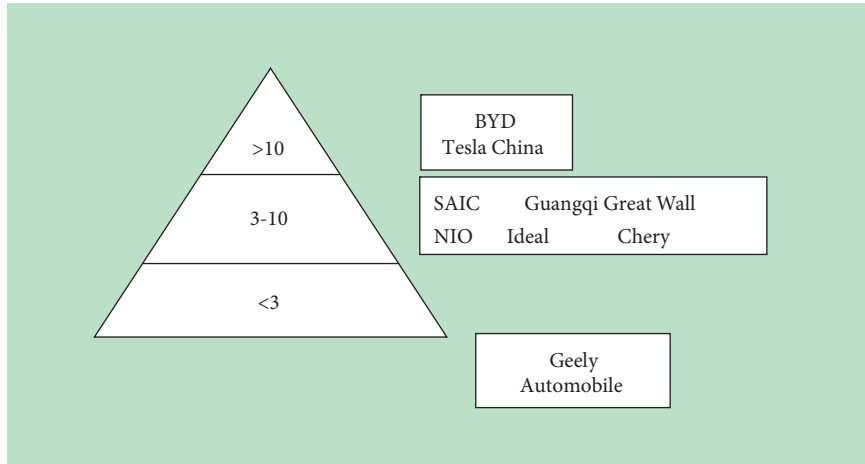 >10
BYD
Tesla China
3-10
SAIC Guangqi Great Wall
NIO Ideal Chery
<3
Geely
Automobile